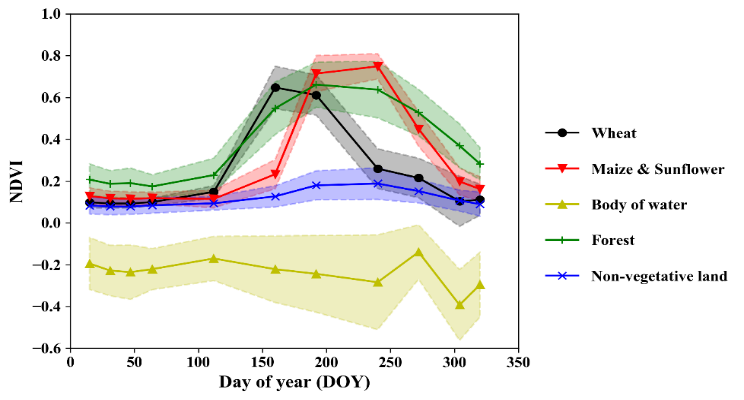 1.0
0.8
0.6
0.4
0.2
0.0
−0.2
−0.4
−0.6
NDVI
0 50 100 150 200 250 300 350
Day of year (DOY)
Wheat
Maize & Sunflower
Body of water
Forest
Non-vegetative land